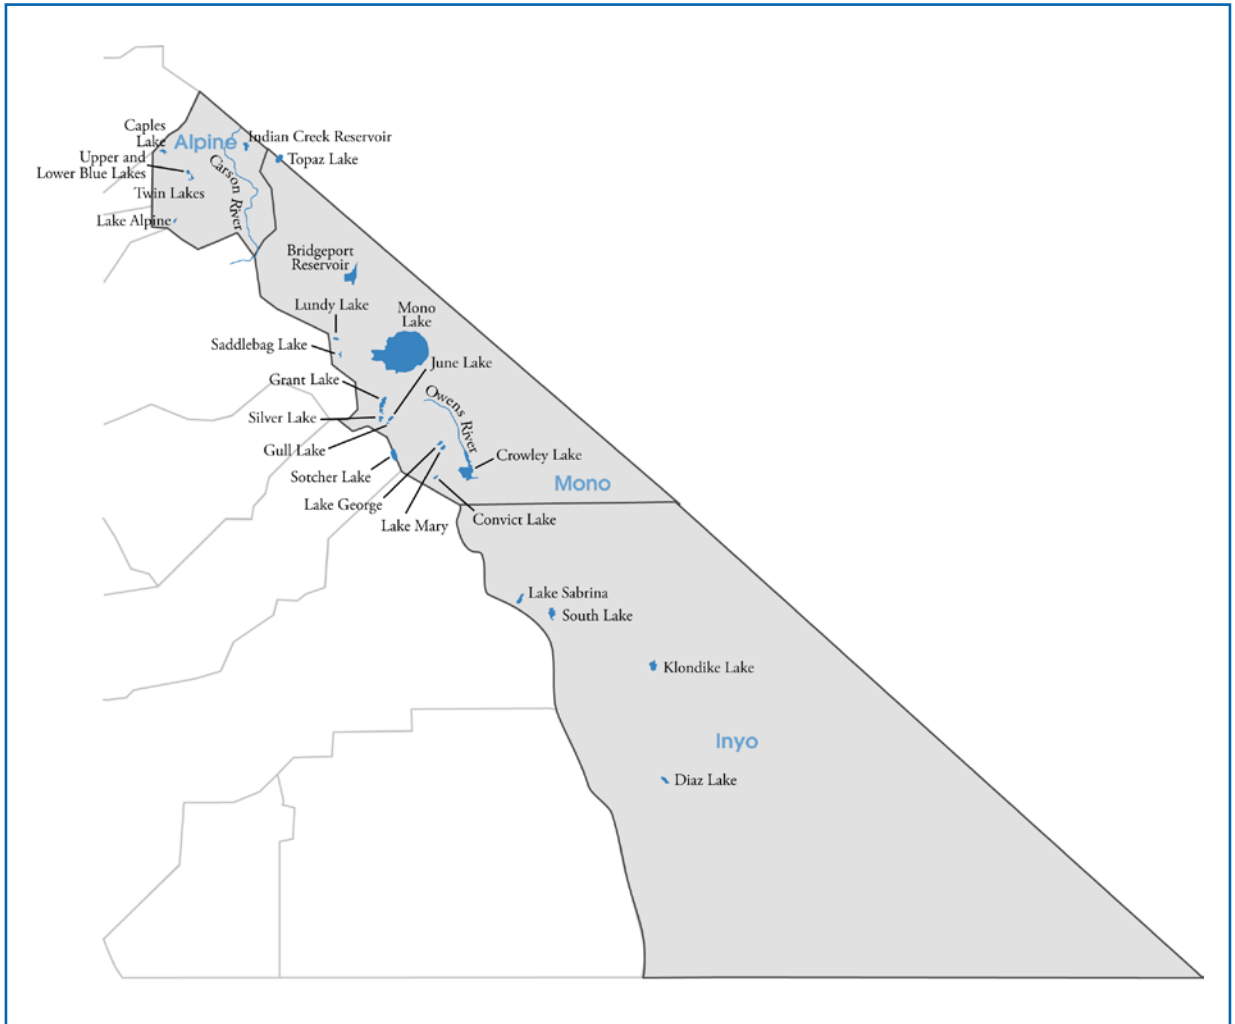 Caples
Lake
Alpine
Indian Creek Reservoir
Topaz Lake
Upper and
Lower Blue Lakes
Carson River
Twin Lakes
Lake Alpine
Bridgeport
Reservoir
Lundy Lake
Mono
Lake
Saddlebag Lake
June Lake
Grant Lake
Owens River
Silver Lake
Gull Lake
Crowley Lake
Sotcher Lake
Mono
Lake George
Convict Lake
Lake Mary
Lake Sabrina
South Lake
Klondike Lake
Inyo
Diaz Lake